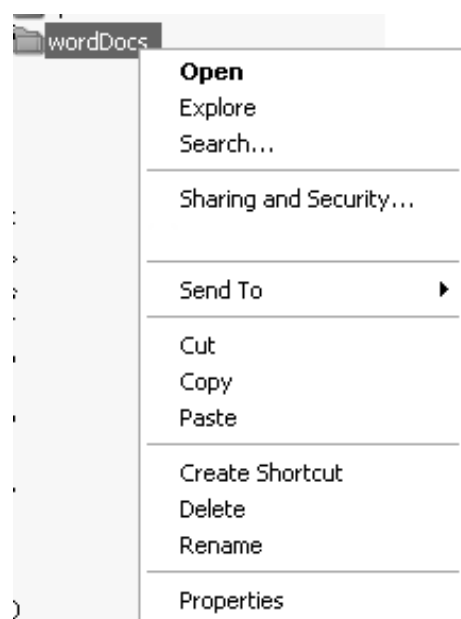 wordDocs
Open
Explore
Search...
Sharing and Security...
Send To
Cut
Copy
Paste
Create Shortcut
Delete
Rename
Properties